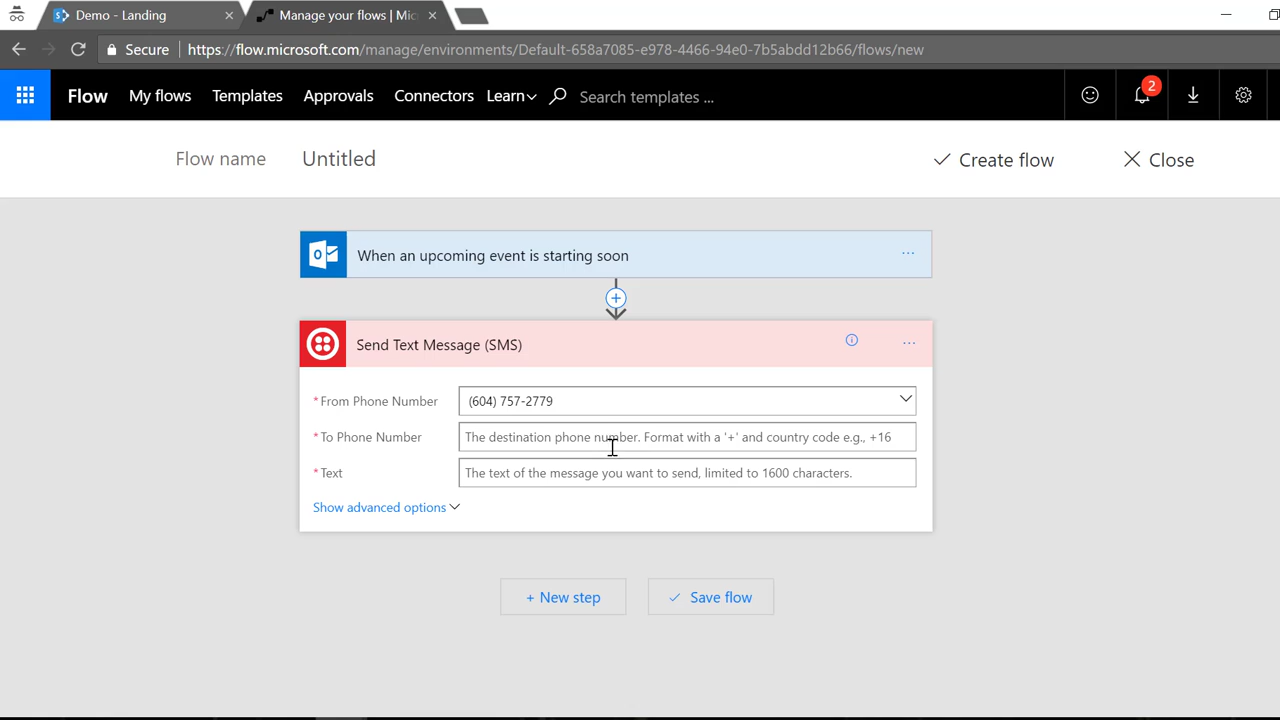 Demo - Landing
Manage your flows | Mic
Secure | https://flow.microsoft.com/manage/environments/Default-658a7085-e978-4466-94e0-7b5abdd12b66/flows/new
Flow My flows Templates Approvals Connectors Learn Search templates ... 2
Flow name Untitled Create flow Close
When an upcoming event is starting soon ...
Send Text Message (SMS) ...
* From Phone Number (604) 757-2779
* To Phone Number The destination phone number. Format with a '+' and country code e.g., +16
* Text The text of the message you want to send, limited to 1600 characters.
Show advanced options
+ New step Save flow